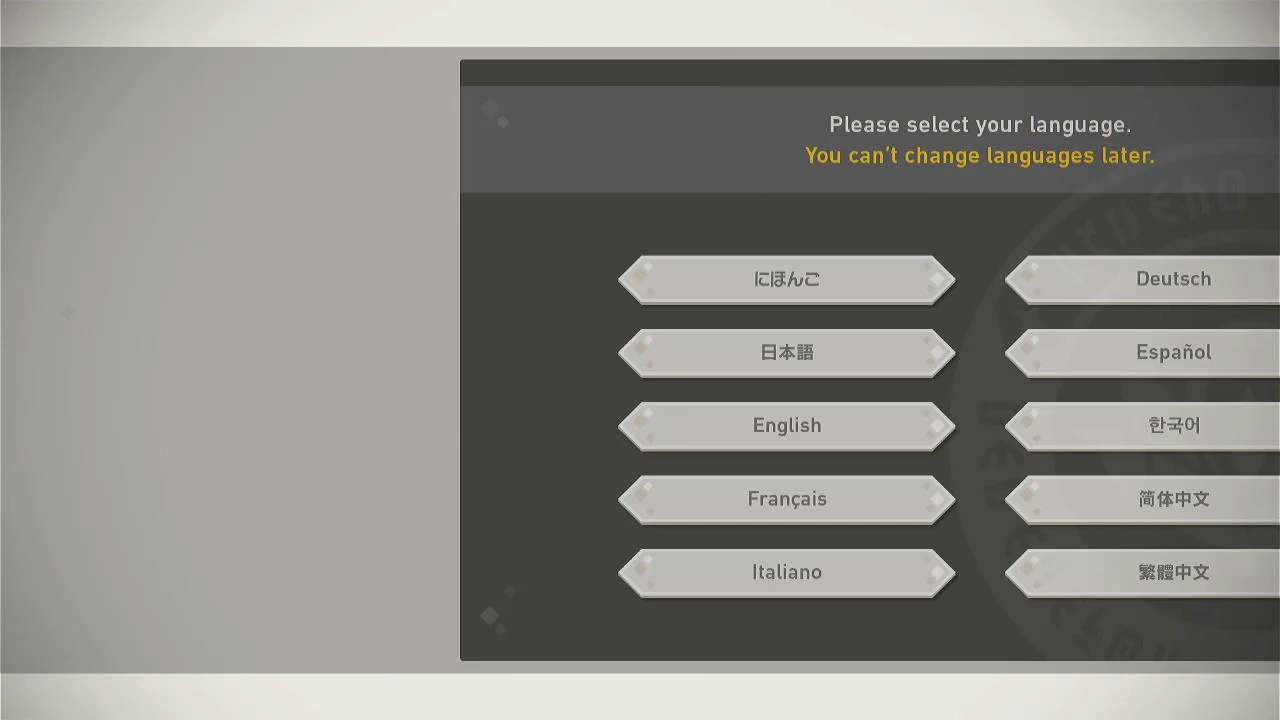 Please select your language.
You can't change languages later.
にほんご
Deutsch
日本語
Español
English
한국어
Français
简体中文
Italiano
繁體中文